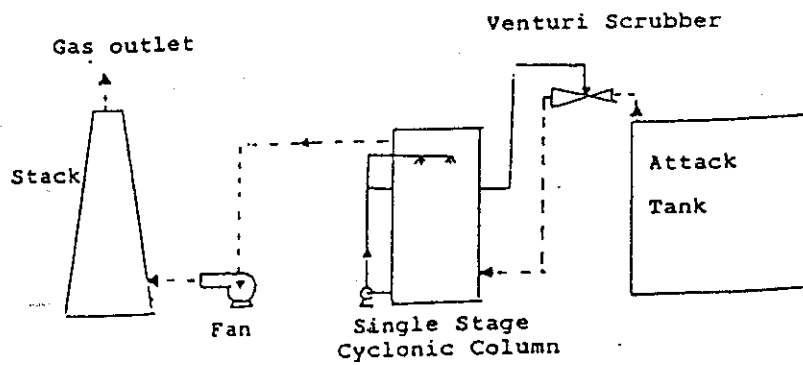 Venturi Scrubber
Gas outlet
Stack
Attack
Tank
Fan
Single Stage
Cyclonic Column